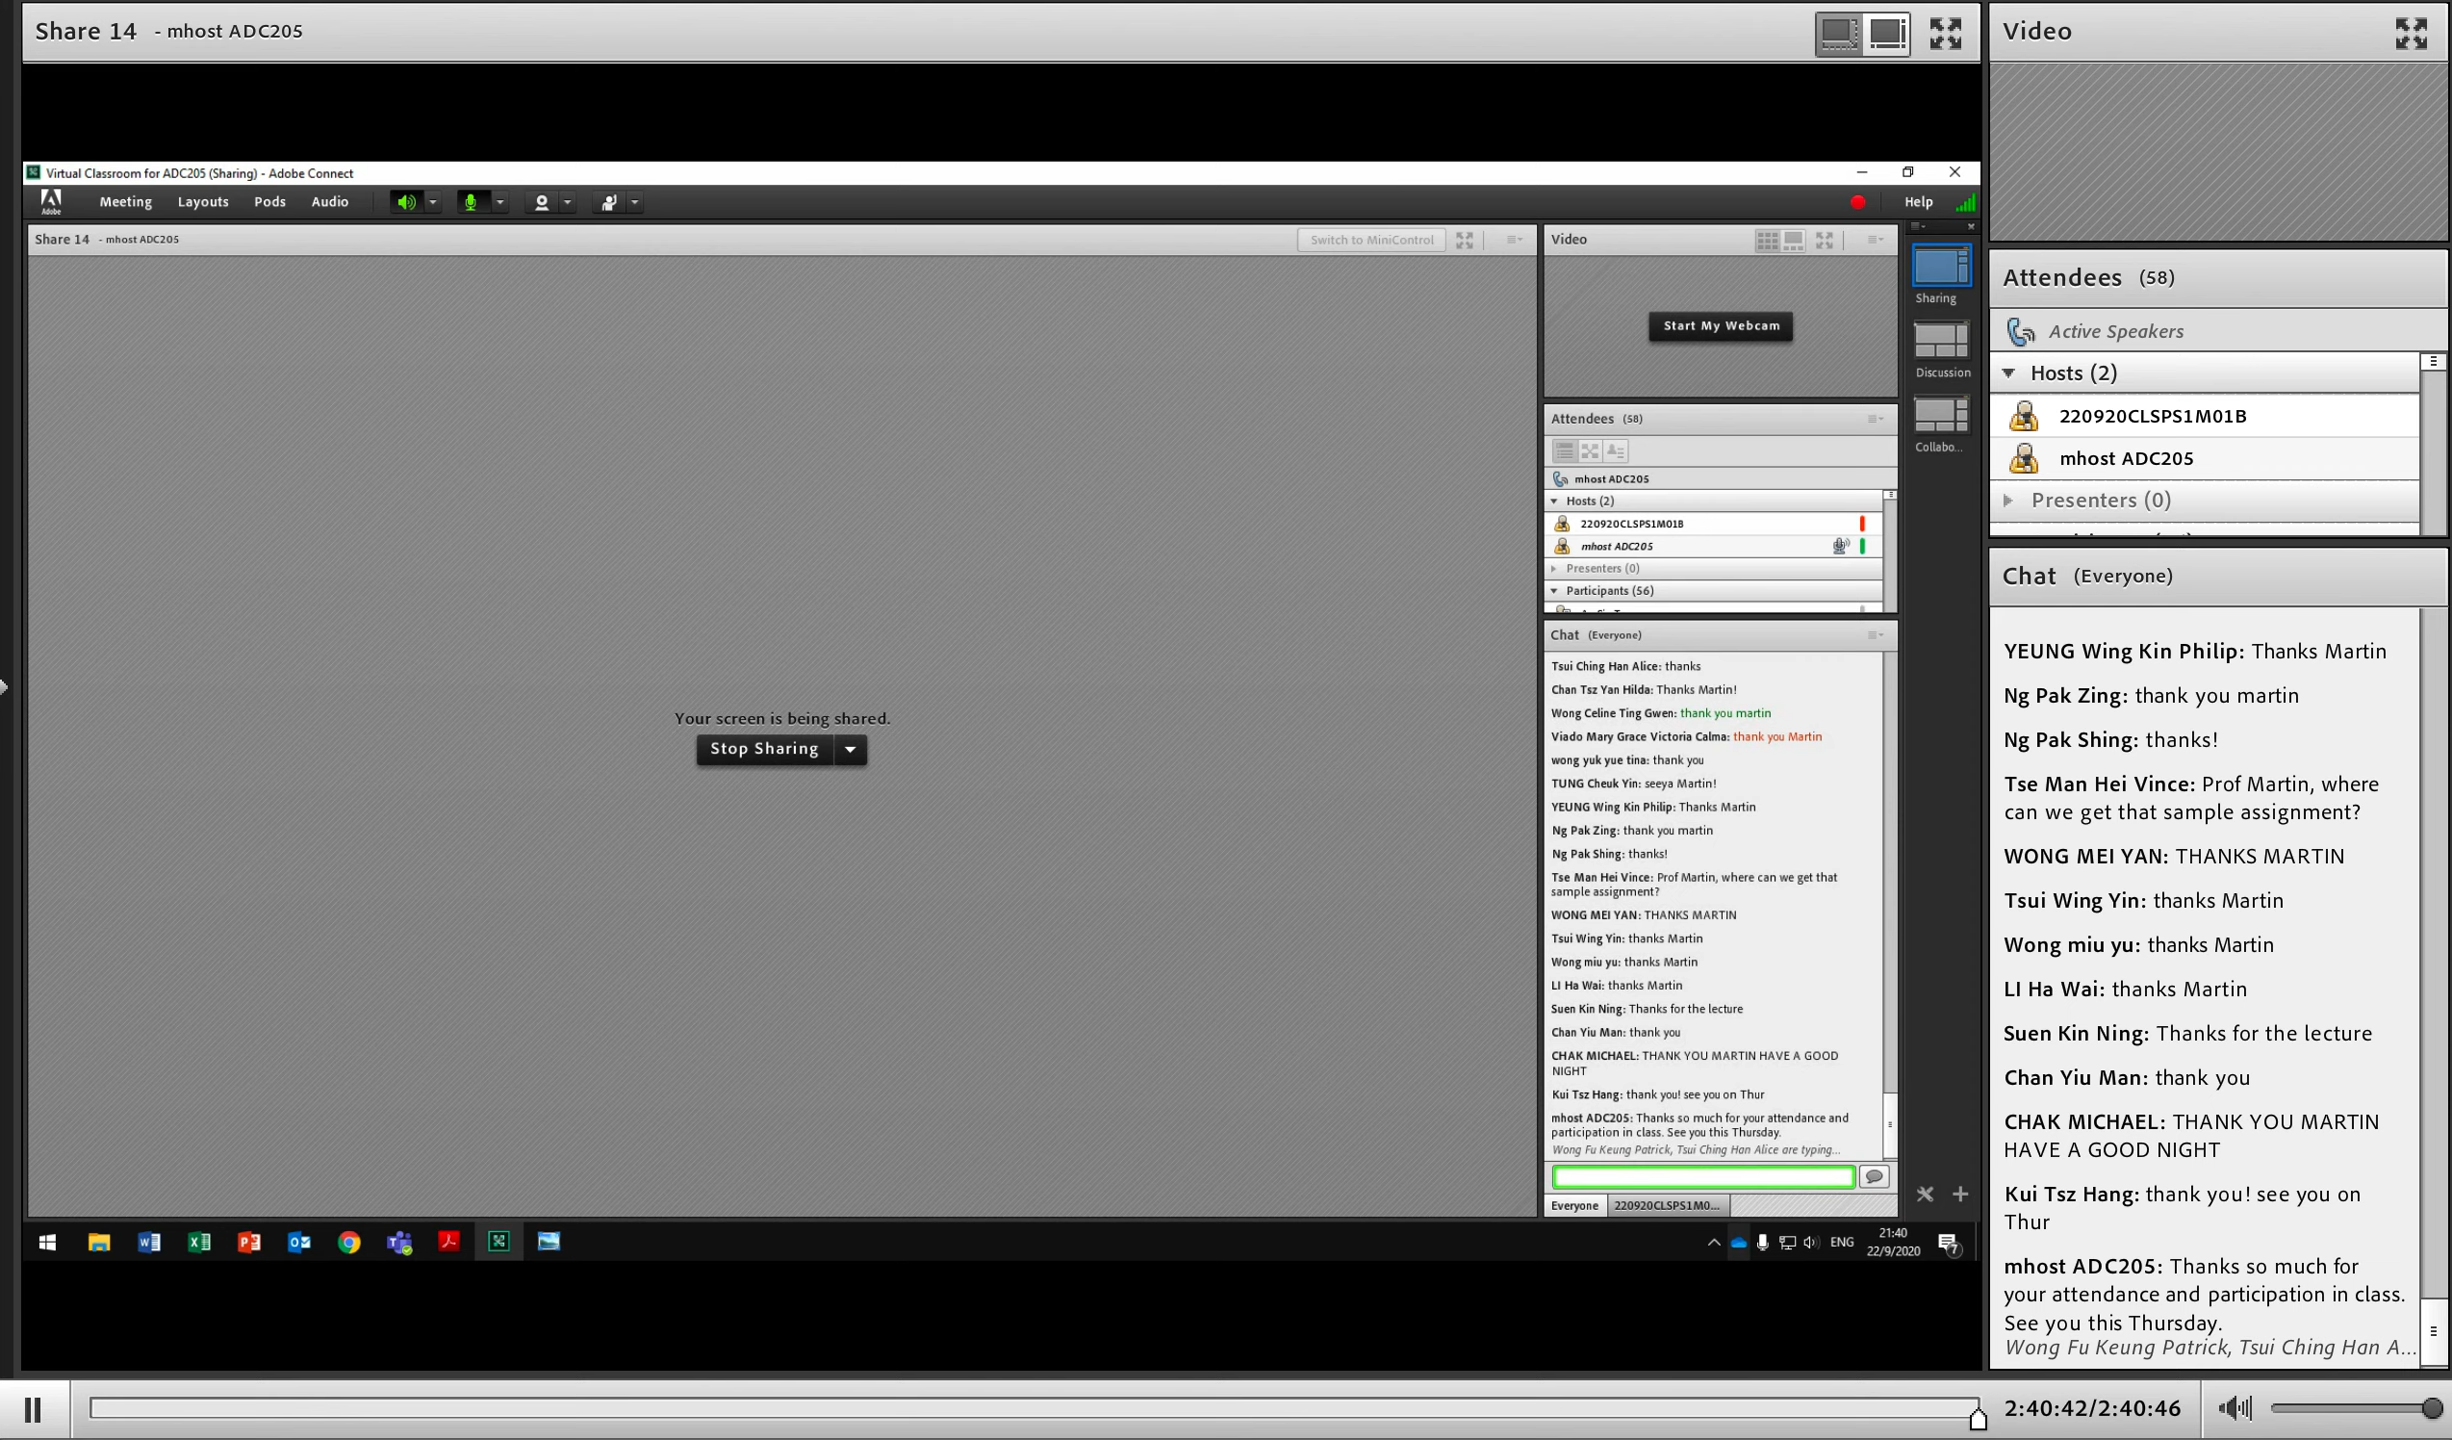 Share 14 - mhost ADC205
Virtual Classroom for ADC205 (Sharing) - Adobe Connect
Adobe
Meeting
Layouts
Pods
Audio
Help
Share 14 - mhost ADC205
Switch to MiniControl
Your screen is being shared.
Stop Sharing
Video
Start My Webcam
Attendees (58)
mhost ADC205
Hosts (2)
220920CLSPS1M01B
mhost ADC205
Presenters (0)
Participants (56)
Chat (Everyone)
Tsui Ching Han Alice: thanks
Chan Tsz Yan Hilda: Thanks Martin!
Wong Celine Ting Gwen: thank you martin
Viado Mary Grace Victoria Calma: thank you Martin
wong yuk yue tina: thank you
TUNG Cheuk Yin: seeya Martin!
YEUNG Wing Kin Philip: Thanks Martin
Ng Pak Zing: thank you martin
Ng Pak Shing: thanks!
Tse Man Hei Vince: Prof Martin, where can we get that
sample assignment?
WONG MEI YAN: THANKS MARTIN
Tsui Wing Yin: thanks Martin
Wong miu yu: thanks Martin
LI Ha Wai: thanks Martin
Suen Kin Ning: Thanks for the lecture
Chan Yiu Man: thank you
CHAK MICHAEL: THANK YOU MARTIN HAVE A GOOD
NIGHT
Kui Tsz Hang: thank you! see you on Thur
mhost ADC205: Thanks so much for your attendance and
participation in class. See you this Thursday.
Wong Fu Keung Patrick, Tsui Ching Han Alice are typing...
Everyone
220920CLSPS1M0...
Sharing
Discussion
Collabo...
ENG
21:40
22/9/2020
7
Video
Attendees (58)
Active Speakers
Hosts (2)
220920CLSPS1M01B
mhost ADC205
Presenters (0)
Chat (Everyone)
YEUNG Wing Kin Philip: Thanks Martin
Ng Pak Zing: thank you martin
Ng Pak Shing: thanks!
Tse Man Hei Vince: Prof Martin, where
can we get that sample assignment?
WONG MEI YAN: THANKS MARTIN
Tsui Wing Yin: thanks Martin
Wong miu yu: thanks Martin
LI Ha Wai: thanks Martin
Suen Kin Ning: Thanks for the lecture
Chan Yiu Man: thank you
CHAK MICHAEL: THANK YOU MARTIN
HAVE A GOOD NIGHT
Kui Tsz Hang: thank you! see you on
Thur
mhost ADC205: Thanks so much for
your attendance and participation in class.
See you this Thursday.
Wong Fu Keung Patrick, Tsui Ching Han A...
2:40:42/2:40:46